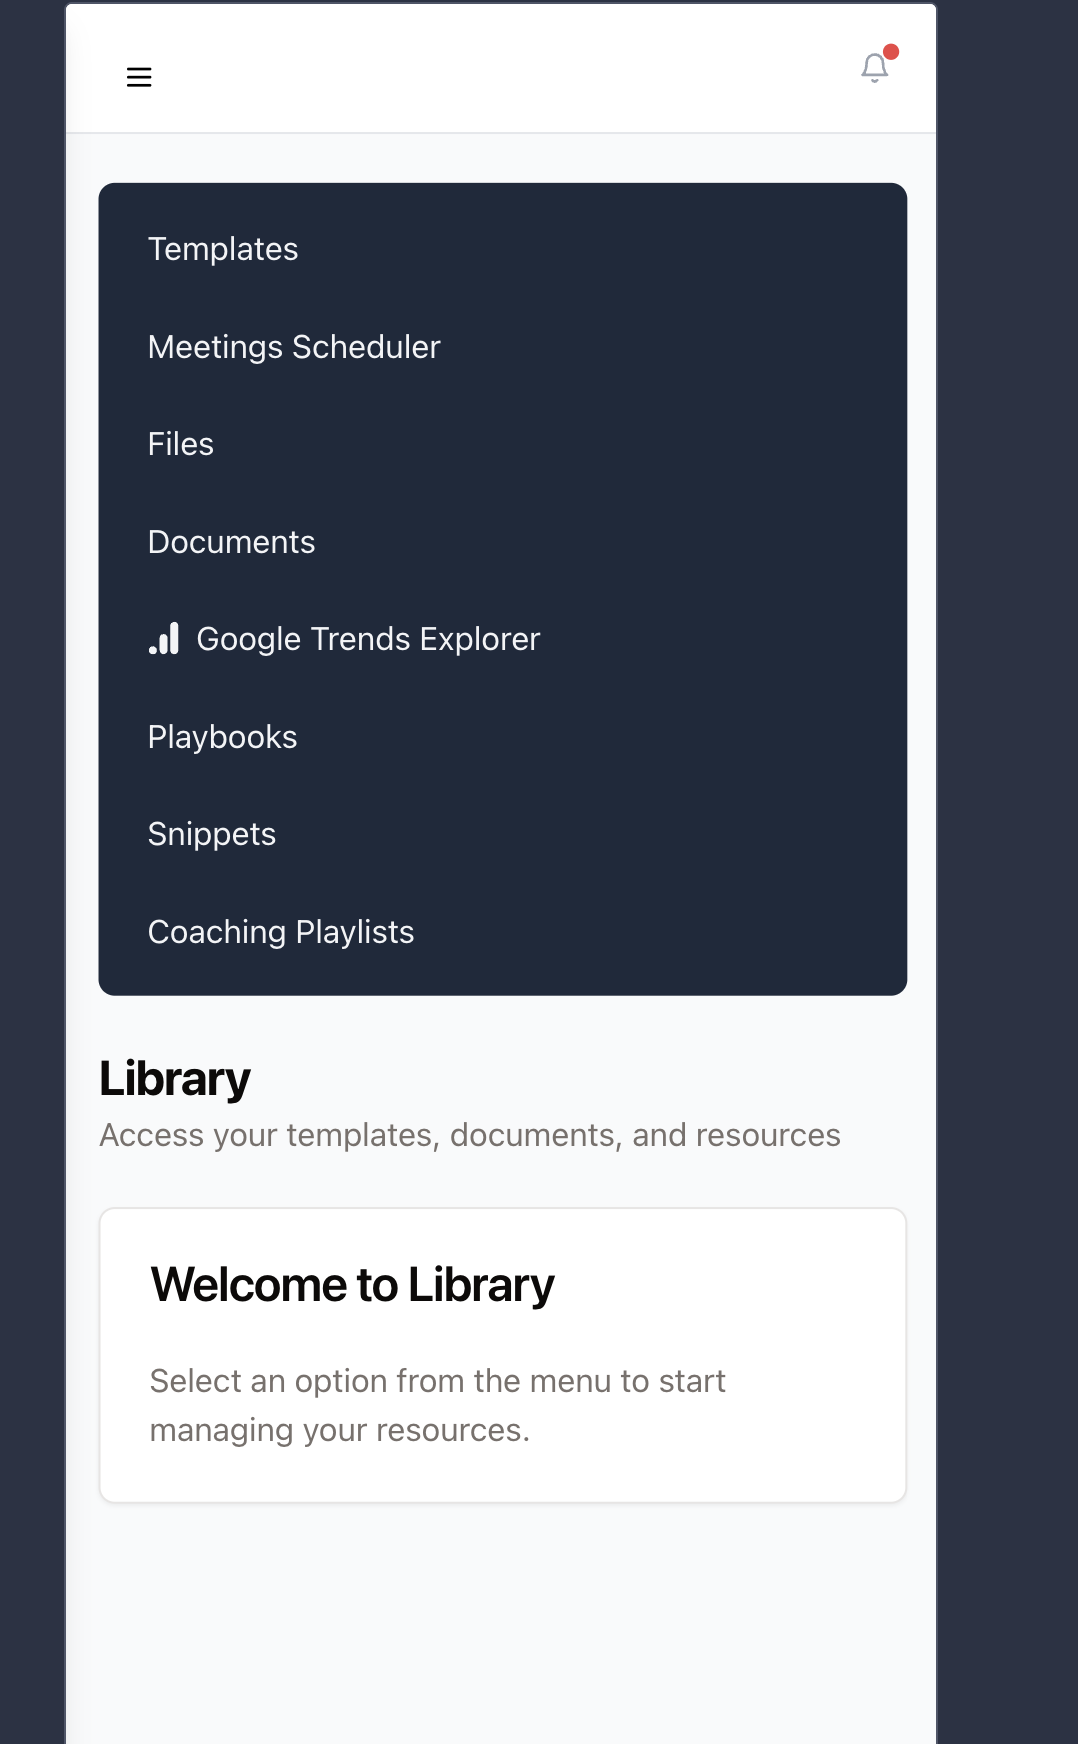 Templates
Meetings Scheduler
Files
Documents
Google Trends Explorer
Playbooks
Snippets
Coaching Playlists
Library
Access your templates, documents, and resources
Welcome to Library
Select an option from the menu to start
managing your resources.